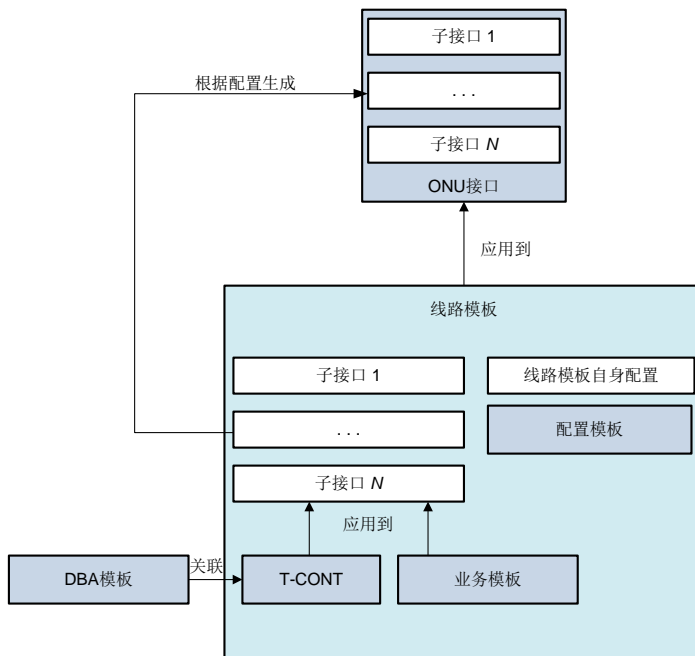 子接口 1
根据配置生成
. . .
子接口 N
ONU接口
应用到
线路模板
子接口 1
线路模板自身配置
. . .
配置模板
子接口 N
应用到
关联
DBA模板
T-CONT
业务模板